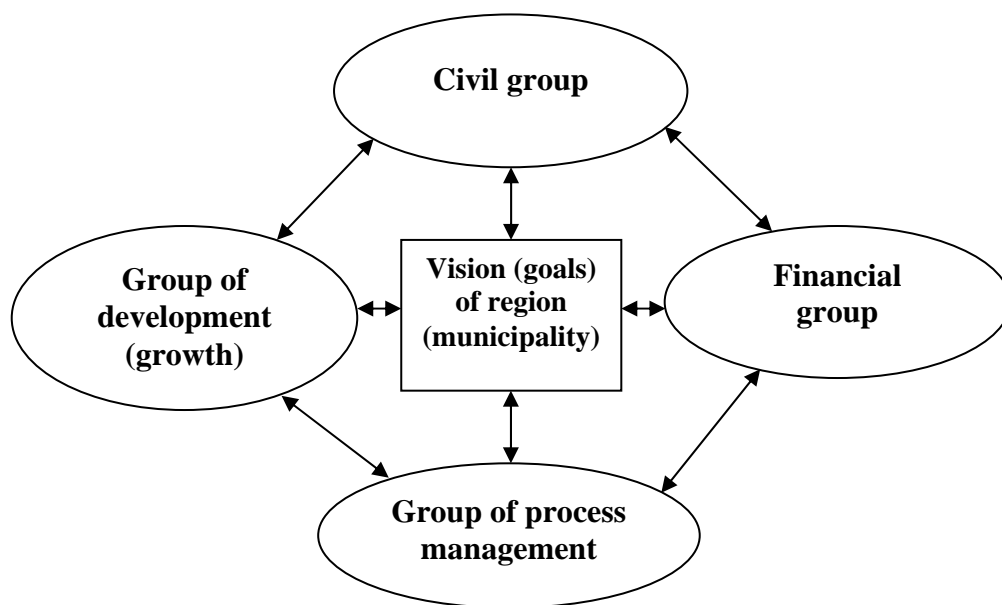 Civil group
Group of
development
(growth)
Vision (goals)
of region
(municipality)
Financial
group
Group of process
management